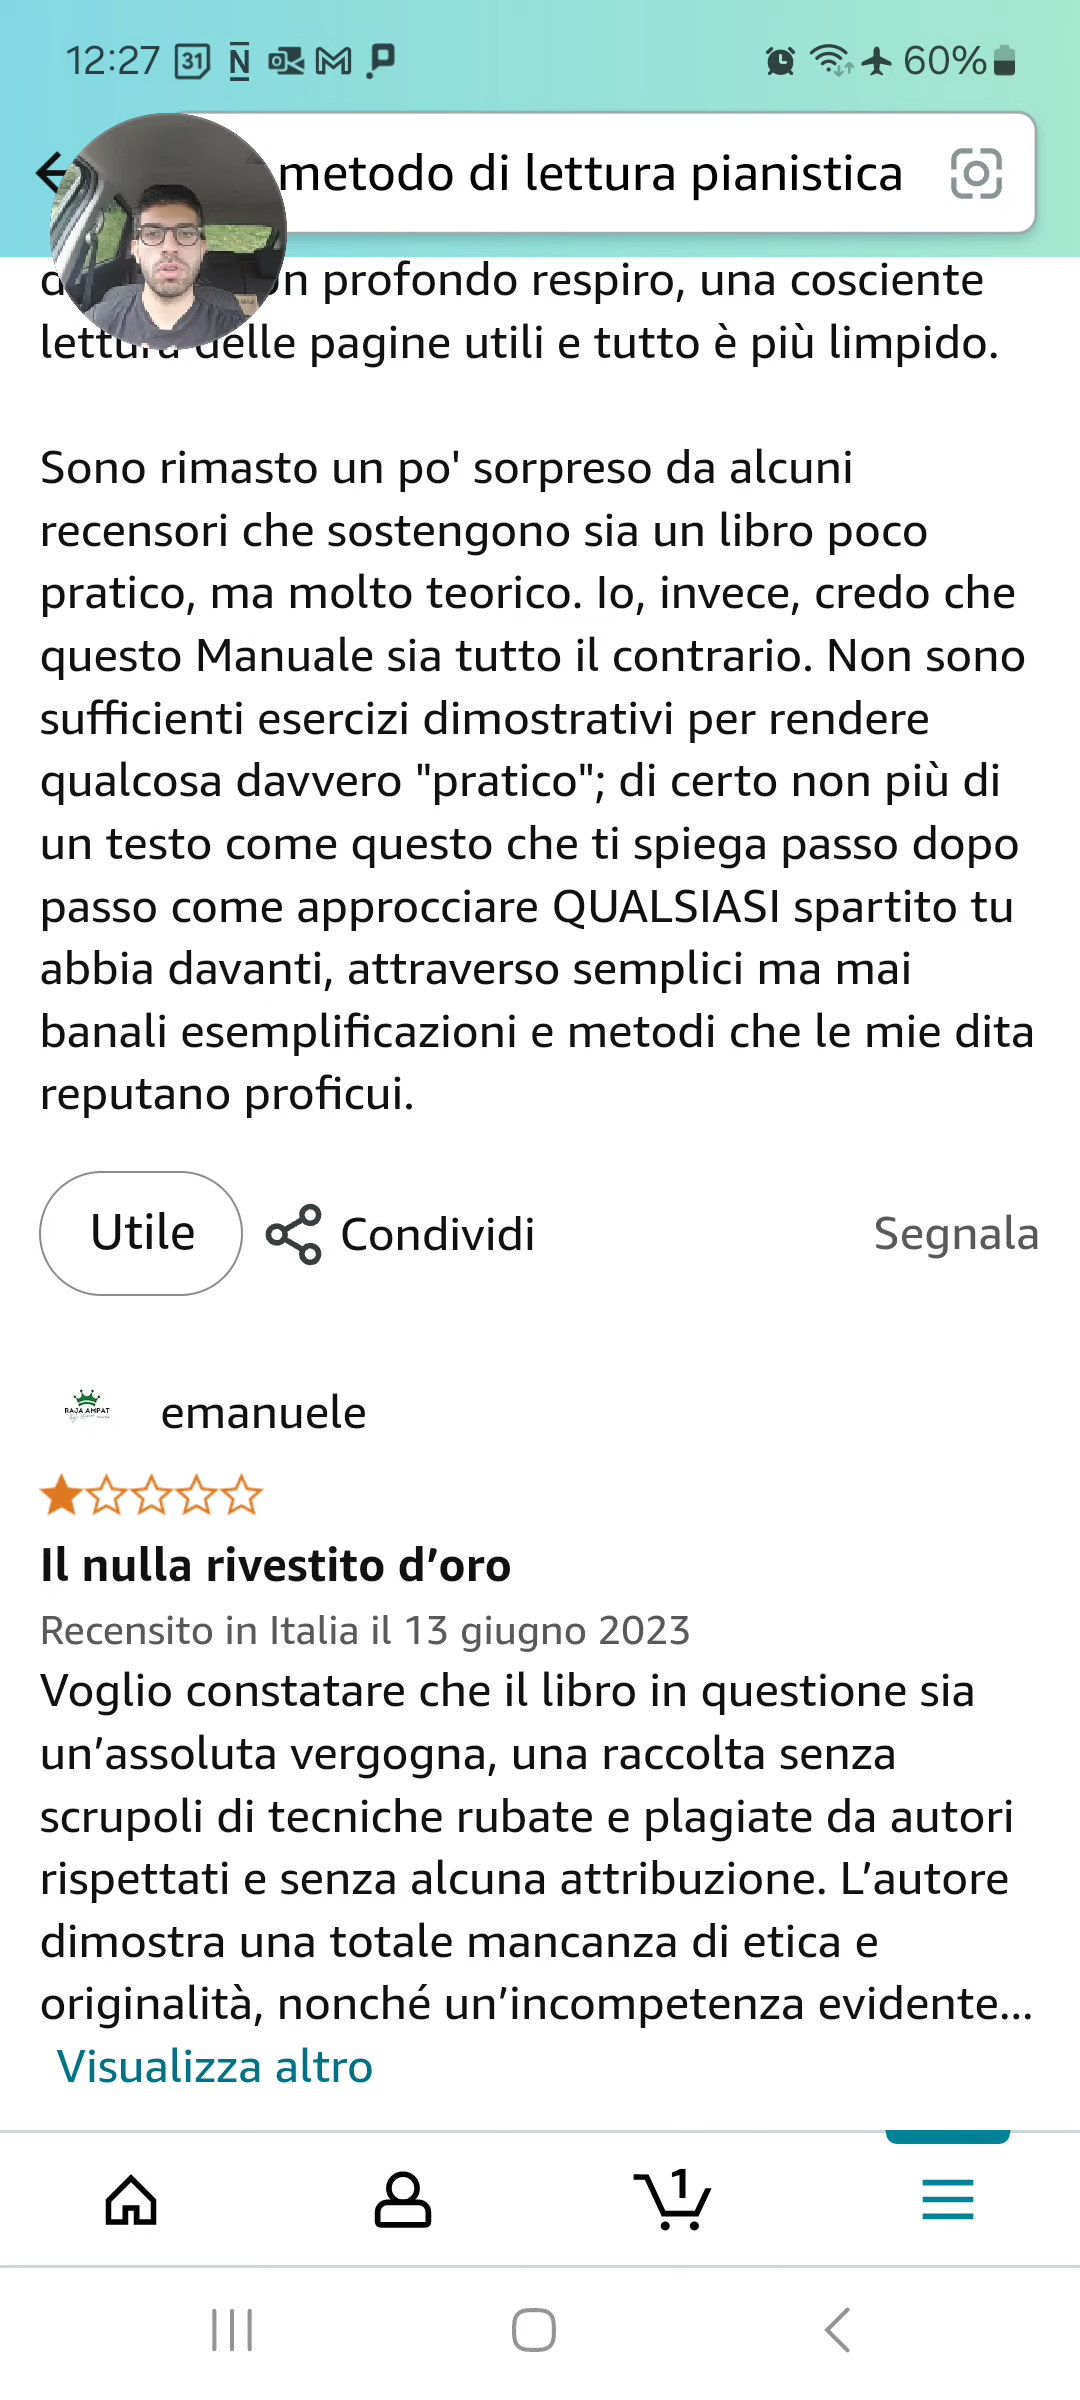 12:27 31 N 60%
metodo di lettura pianistica
n profondo respiro, una cosciente
lettura delle pagine utili e tutto è più limpido.
Sono rimasto un po' sorpreso da alcuni
recensori che sostengono sia un libro poco
pratico, ma molto teorico. Io, invece, credo che
questo Manuale sia tutto il contrario. Non sono
sufficienti esercizi dimostrativi per rendere
qualcosa davvero "pratico"; di certo non più di
un testo come questo che ti spiega passo dopo
passo come approcciare QUALSIASI spartito tu
abbia davanti, attraverso semplici ma mai
banali esemplificazioni e metodi che le mie dita
reputano proficui.
Utile Condividi Segnala
RAJA AMPAT
emanuele
Il nulla rivestito d’oro
Recensito in Italia il 13 giugno 2023
Voglio constatare che il libro in questione sia
un’assoluta vergogna, una raccolta senza
scrupoli di tecniche rubate e plagiate da autori
rispettati e senza alcuna attribuzione. L’autore
dimostra una totale mancanza di etica e
originalità, nonché un’incompetenza evidente...
Visualizza altro
1